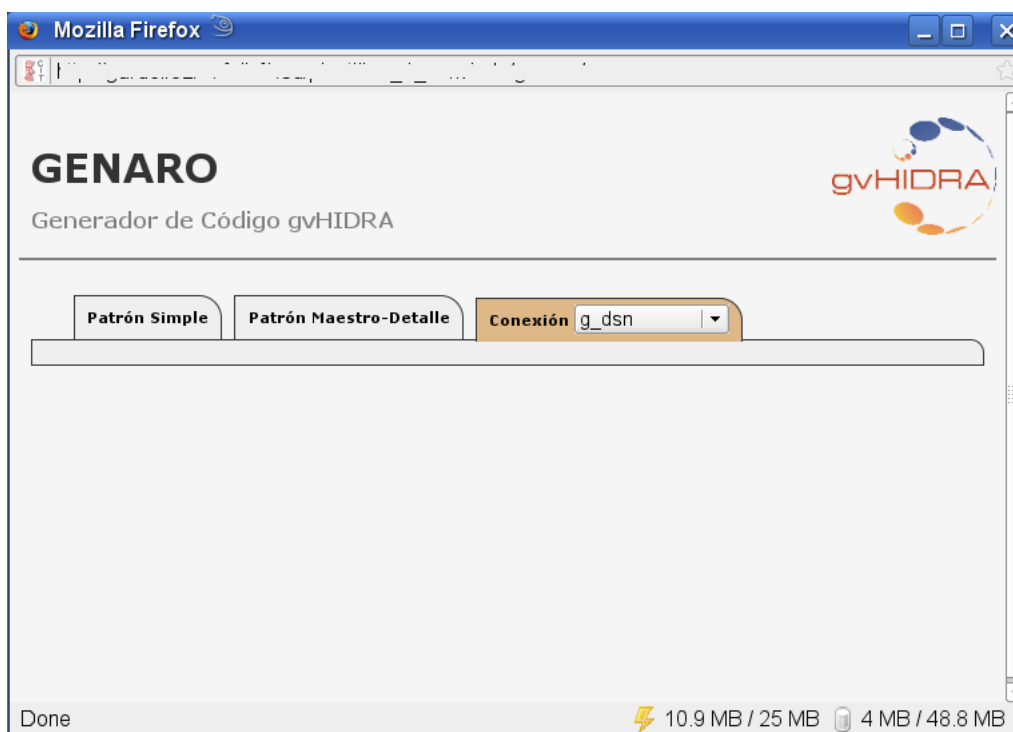 Mozilla Firefox
GENARO
gvHIDRA
Generador de Código gvHIDRA
Patrón Simple
Patrón Maestro-Detalle
Conexión g_dsn
Done
10.9 MB / 25 MB
4 MB / 48.8 MB